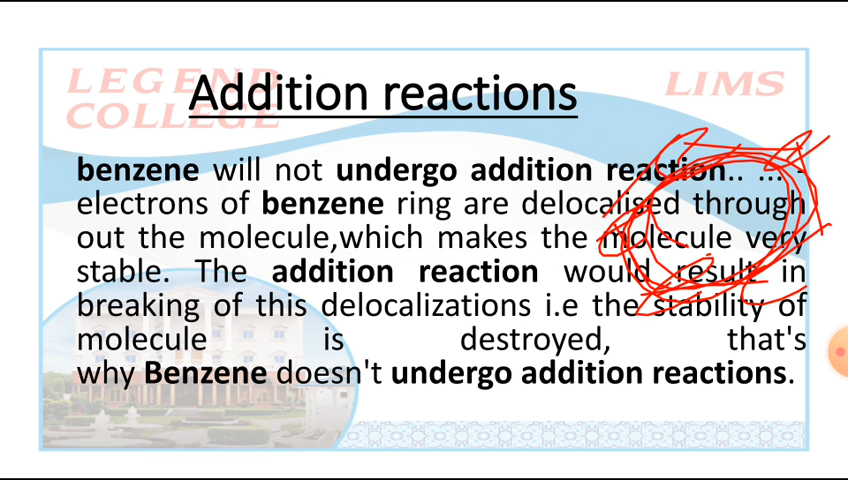 LEGEND
COLLEGE
LIMS
Addition reactions
benzene will not undergo addition reaction.. ... -
electrons of benzene ring are delocalised through
out the molecule,which makes the molecule very
stable. The addition reaction would result in
breaking of this delocalizations i.e the stability of
molecule is destroyed, that's
why Benzene doesn't undergo addition reactions.